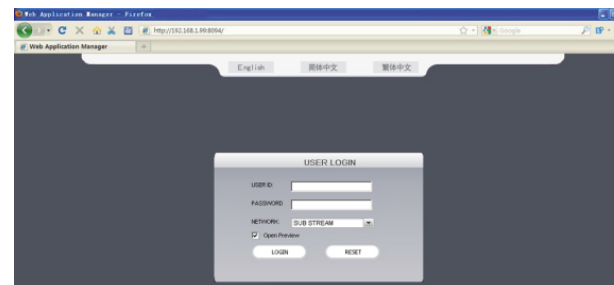 Web Application Manager - Firefox
http://192.168.1.99:8094/
Google
Web Application Manager
English 简体中文 繁体中文
USER LOGIN
USER ID:
PASSWORD:
NETWORK: SUB STREAM
Open Preview
LOGIN RESET